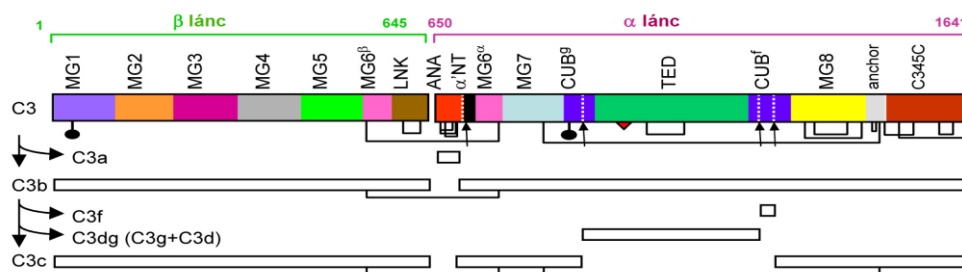 1 β lánc 645 650 α lánc 1641
MG1 MG2 MG3 MG4 MG5 MG6β LNK ANA α'NT MG6α MG7 CUBg TED CUBf MG8 anchor C345C
C3
C3a
C3b
C3f
C3dg (C3g+C3d)
C3c